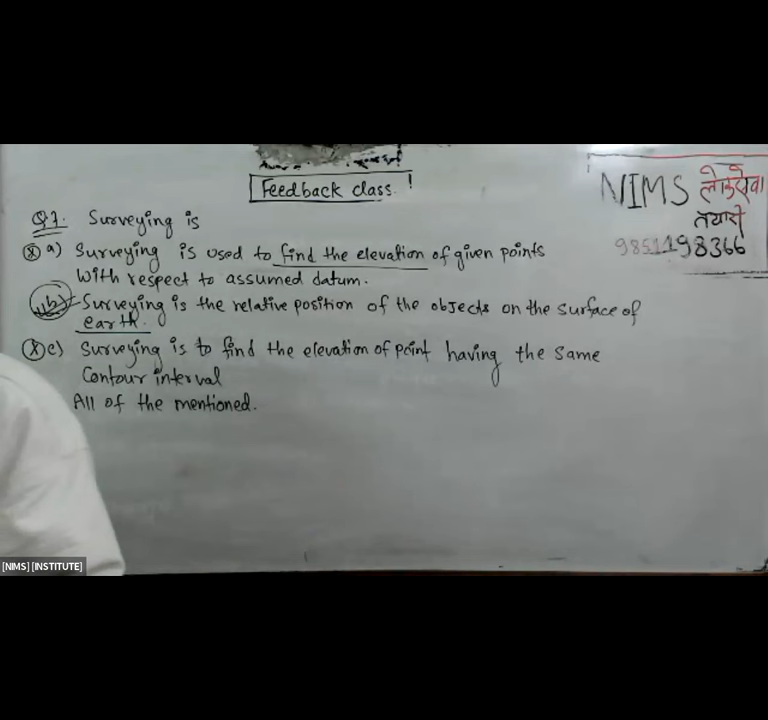 Feedback class !
NIMS लोकसेवा
तयारी
9851198366
Q1. Surveying is
a) Surveying is used to find the elevation of given points
with respect to assumed datum.
b) Surveying is the relative position of the objects on the surface of
earth.
c) Surveying is to find the elevation of point having the same
Contour interval
All of the mentioned.
[NIMS] [INSTITUTE]